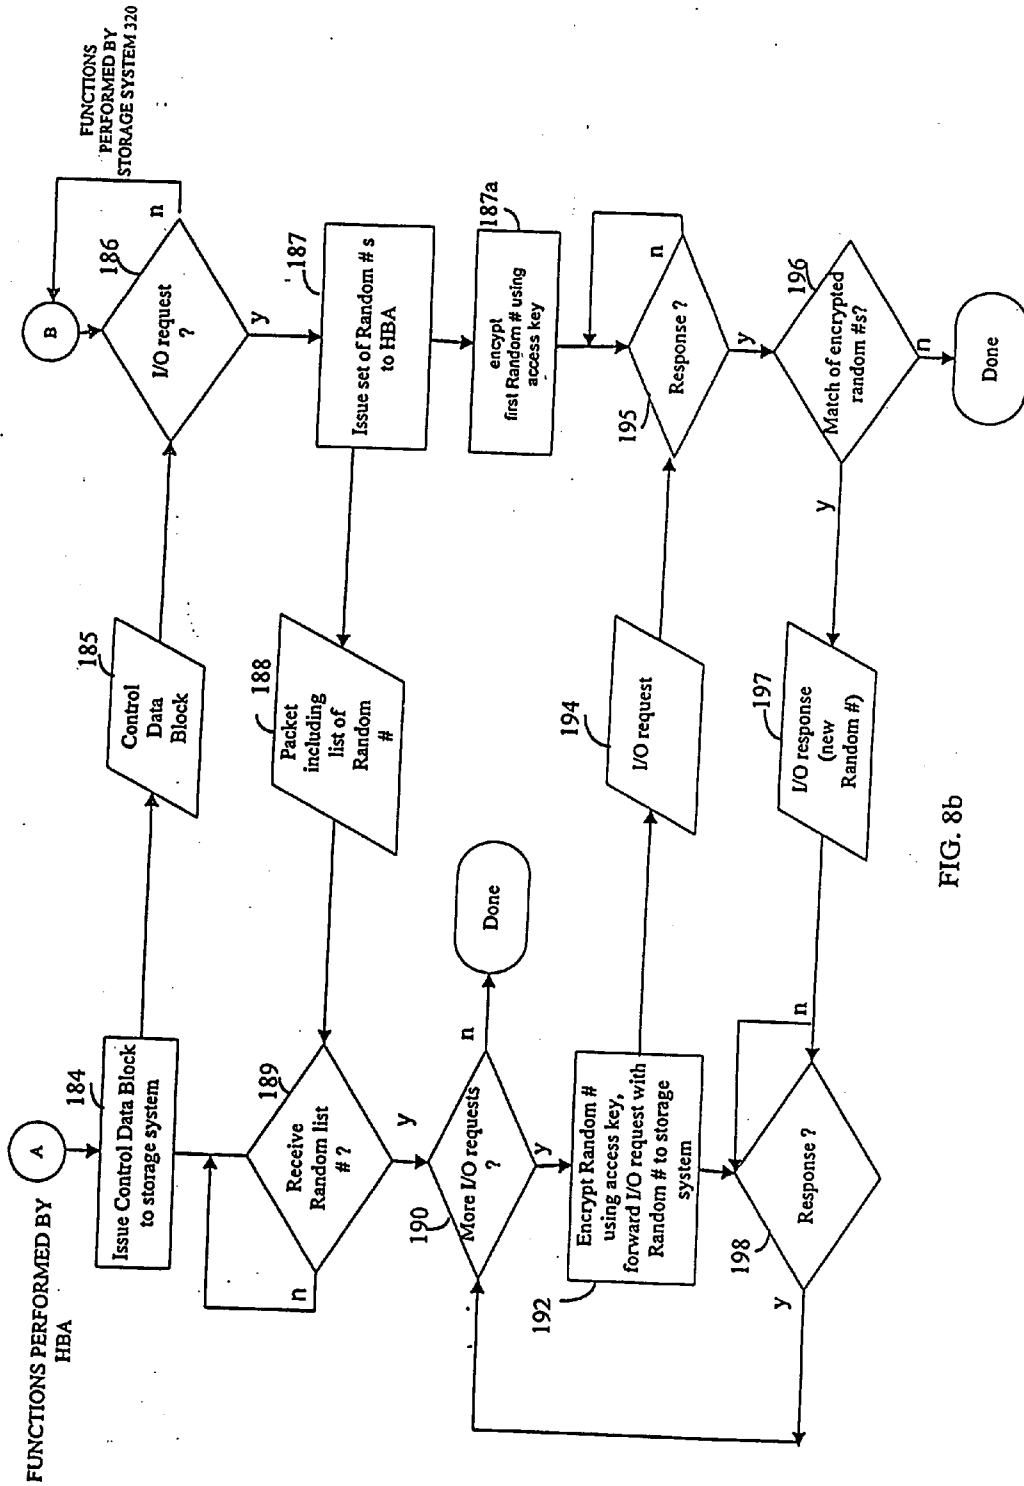 FUNCTIONS PERFORMED BY
HBA
A
184
Issue Control Data Block
to storage system
185
Control
Data
Block
FUNCTIONS
PERFORMED BY
STORAGE SYSTEM 320
B
186
I/O request
?
n
y
187
Issue set of Random # s
to HBA
188
Packet
including
list of
Random
#
187a
encrypt
first Random # using
access key
189
Receive
Random list
# ?
n
y
190
More I/O requests
?
n
Done
y
192
Encrypt Random #
using access key,
forward I/O request with
Random # to storage
system
194
I/O request
195
Response ?
n
y
196
Match of encrypted
random #s?
n
Done
y
197
I/O response
(new
Random #)
198
Response ?
n
y
FIG. 8b